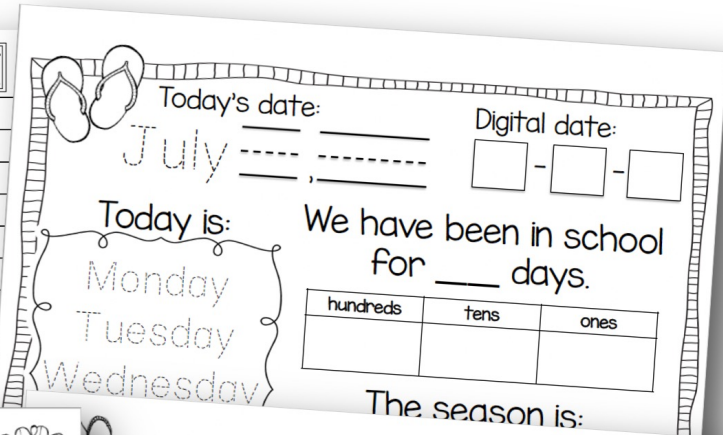 Today's date:
July ,
Digital date:
- -
Today is:
Monday
Tuesday
Wednesday
We have been in school
for ___ days.
hundreds tens ones
The season is: